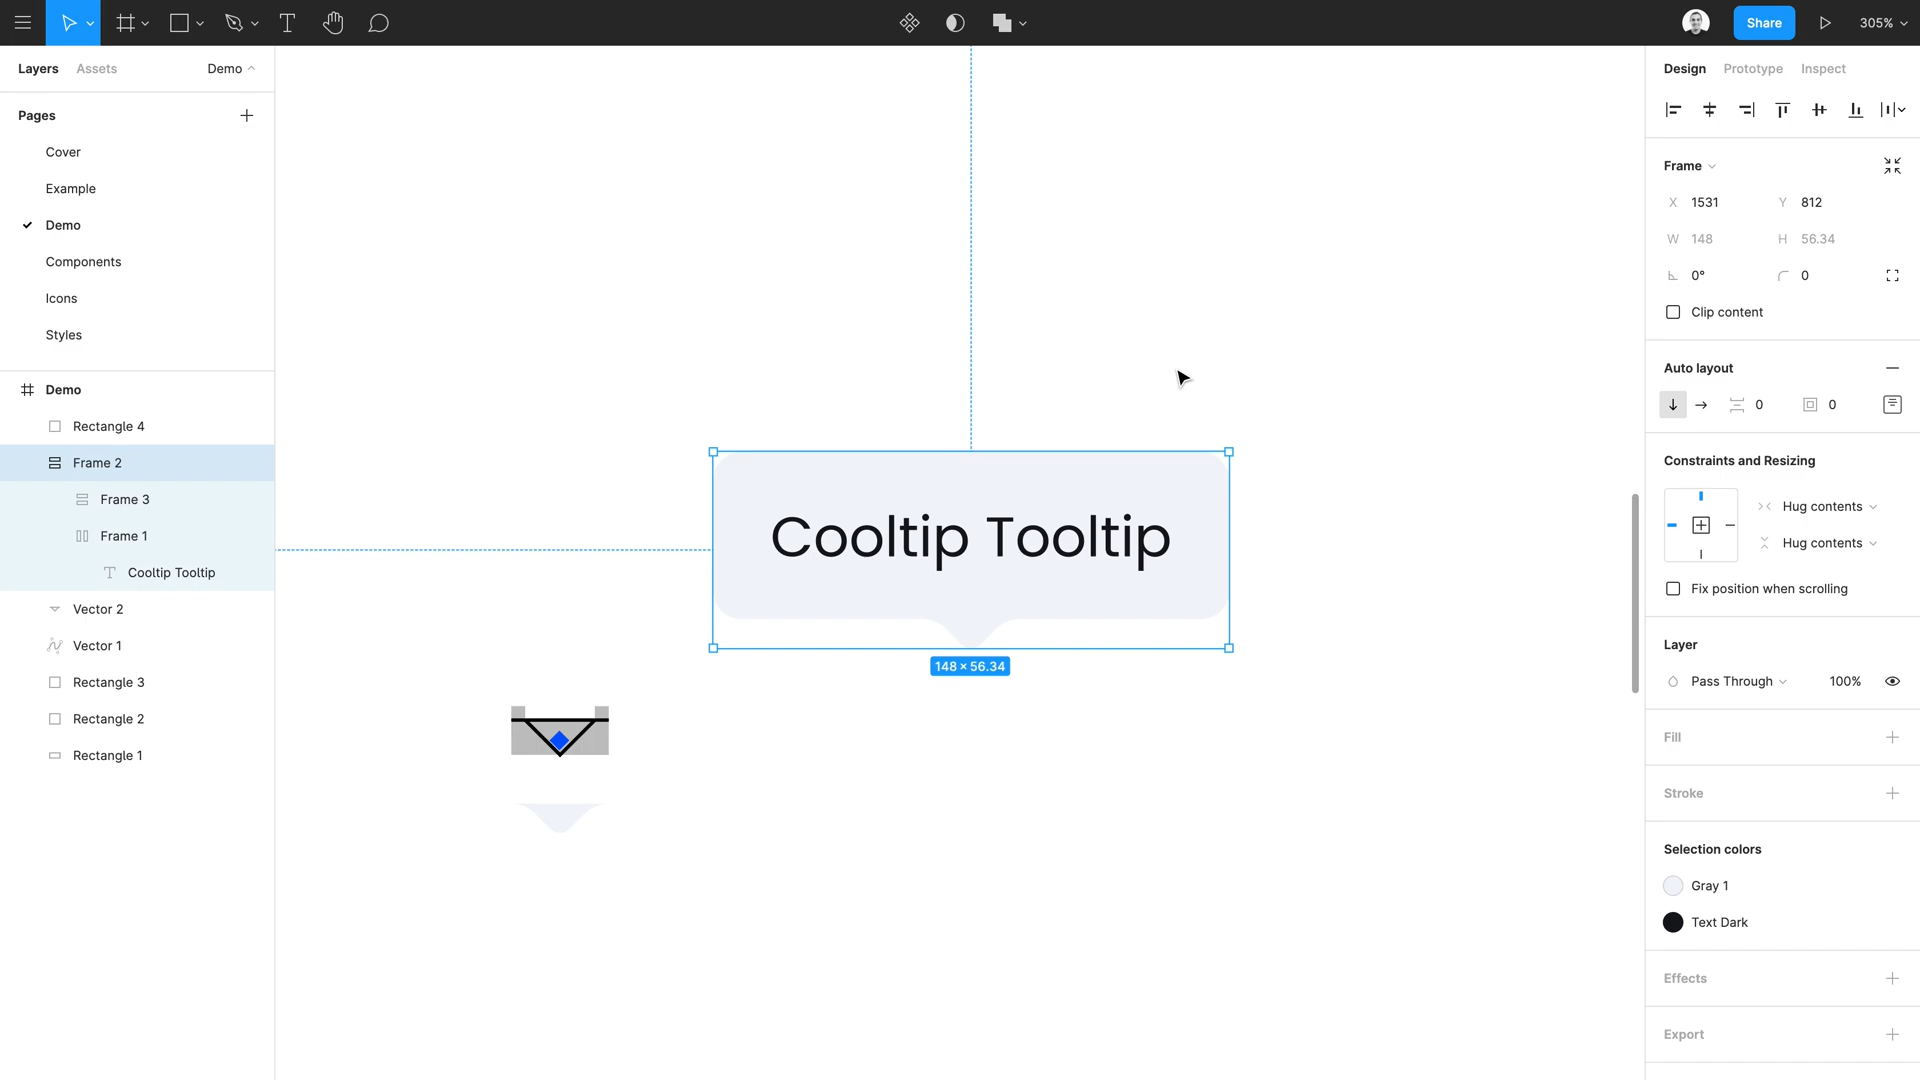 Share
305%
Layers
Assets
Demo
Design
Prototype
Inspect
Pages
Cover
Example
Demo
Components
Icons
Styles
Demo
Rectangle 4
Frame 2
Frame 3
Frame 1
Cooltip Tooltip
Vector 2
Vector 1
Rectangle 3
Rectangle 2
Rectangle 1
Cooltip Tooltip
148 × 56.34
Frame
X 1531 Y 812
W 148 H 56.34
0° 0
Clip content
Auto layout
0 0
Constraints and Resizing
Hug contents
Hug contents
Fix position when scrolling
Layer
Pass Through 100%
Fill
Stroke
Selection colors
Gray 1
Text Dark
Effects
Export